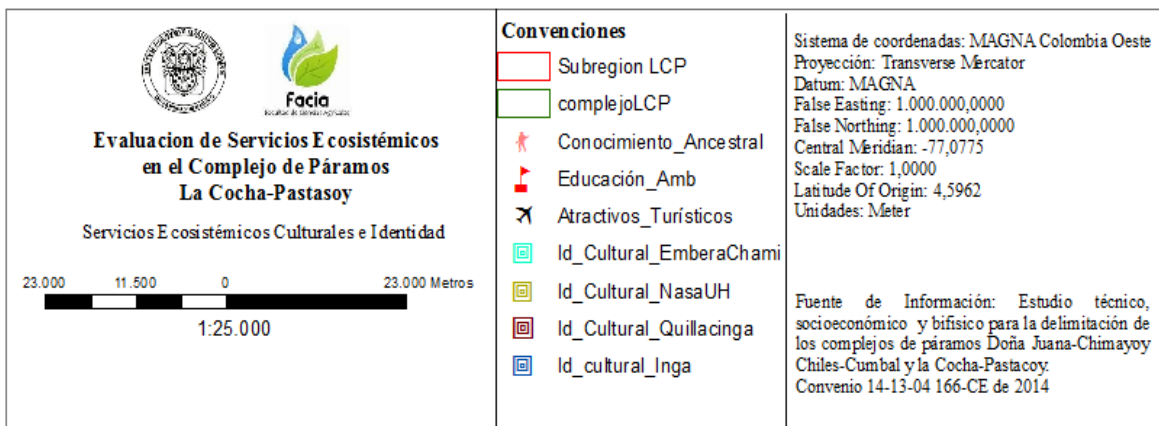 Facia
Facultad de Ciencias Agrícolas
Evaluacion de Servicios Ecosistémicos
en el Complejo de Páramos
La Cocha-Pastasoy
Servicios Ecosistémicos Culturales e Identidad
23.000 11.500 0 23.000 Metros
1:25.000
Convenciones
Subregion LCP
complejoLCP
Conocimiento_Ancestral
Educación_Amb
Atractivos_Turísticos
Id_Cultural_EmberaChami
Id_Cultural_NasaUH
Id_Cultural_Quillacinga
Id_cultural_Inga
Sistema de coordenadas: MAGNA Colombia Oeste
Proyección: Transverse Mercator
Datum: MAGNA
False Easting: 1.000.000,0000
False Northing: 1.000.000,0000
Central Meridian: -77,0775
Scale Factor: 1,0000
Latitude Of Origin: 4,5962
Unidades: Meter
Fuente de Información: Estudio técnico,
socioeconómico y bifisico para la delimitación de
los complejos de páramos Doña Juana-Chimayoy
Chiles-Cumbal y la Cocha-Pastacoy.
Convenio 14-13-04 166-CE de 2014